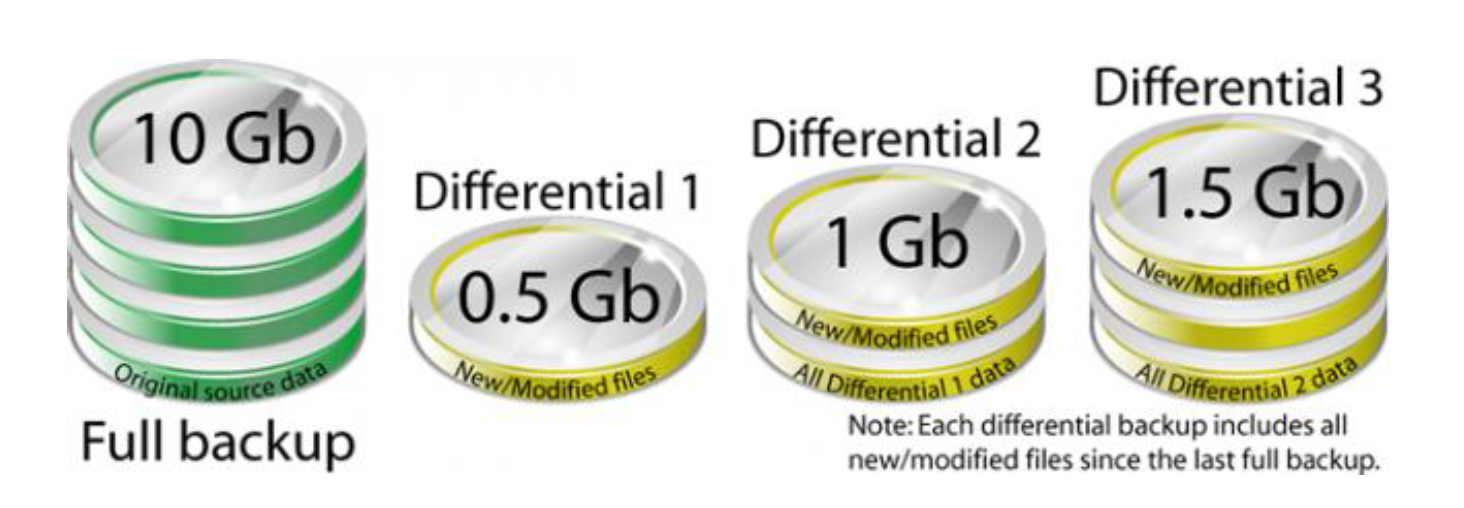 10 Gb
Original source data
Full backup
Differential 1
0.5 Gb
New/Modified files
Differential 2
1 Gb
New/Modified files
All Differential 1 data
Differential 3
1.5 Gb
New/Modified files
All Differential 2 data
Note: Each differential backup includes all
new/modified files since the last full backup.